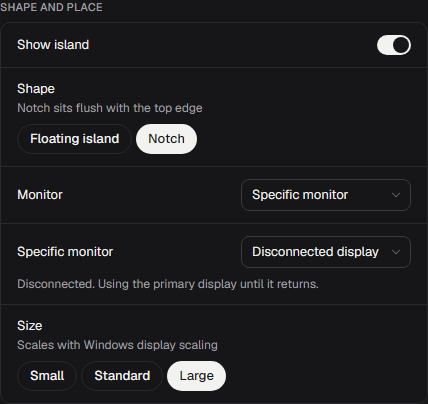 SHAPE AND PLACE
Show island
Shape
Notch sits flush with the top edge
Floating island Notch
Monitor Specific monitor
Specific monitor Disconnected display
Disconnected. Using the primary display until it returns.
Size
Scales with Windows display scaling
Small Standard Large